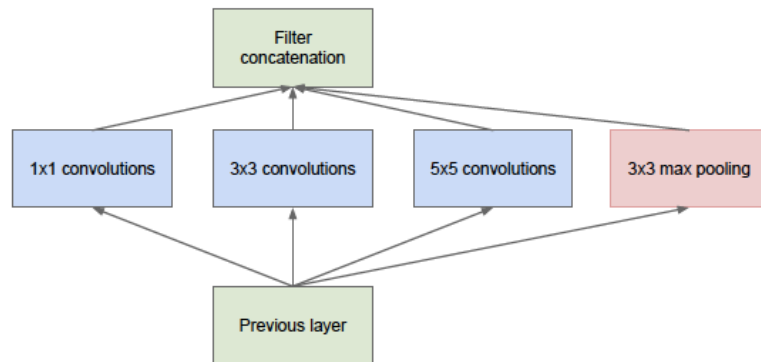 Filter
concatenation
1x1 convolutions
3x3 convolutions
5x5 convolutions
3x3 max pooling
Previous layer